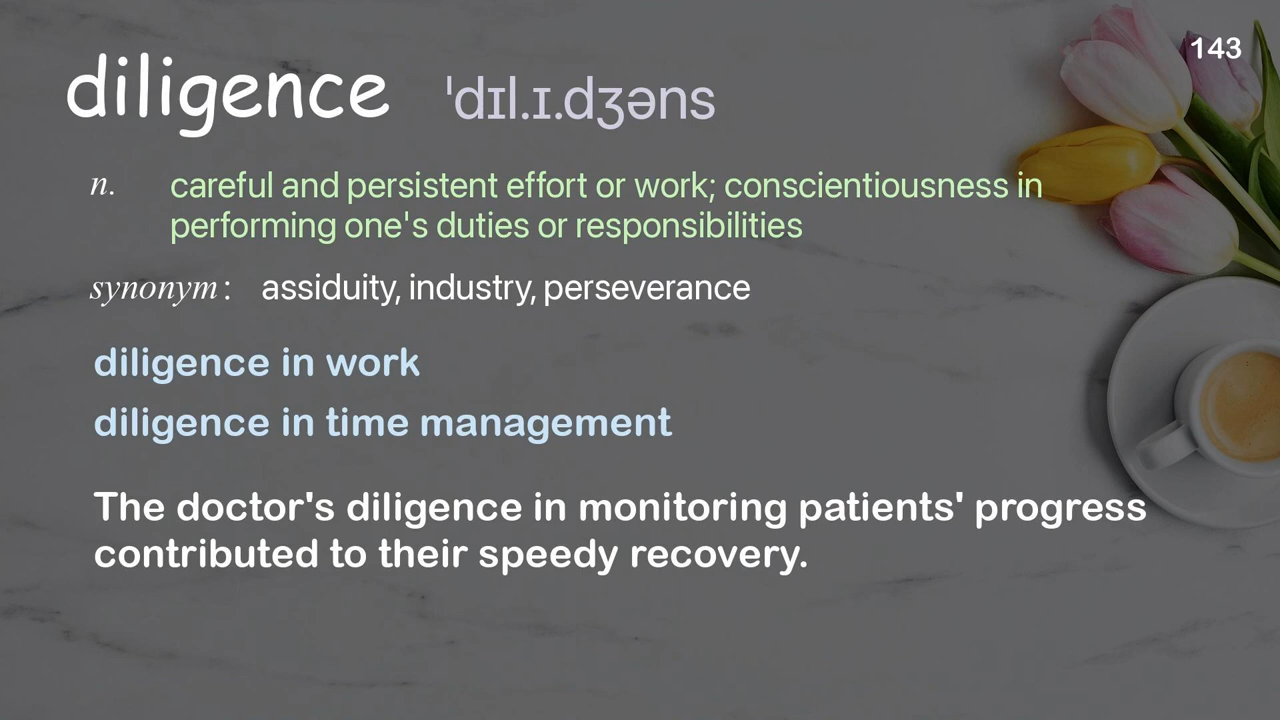 143
diligence ˈdɪl.ɪ.dʒəns
n. careful and persistent effort or work; conscientiousness in
performing one's duties or responsibilities
synonym: assiduity, industry, perseverance
diligence in work
diligence in time management
The doctor's diligence in monitoring patients' progress
contributed to their speedy recovery.